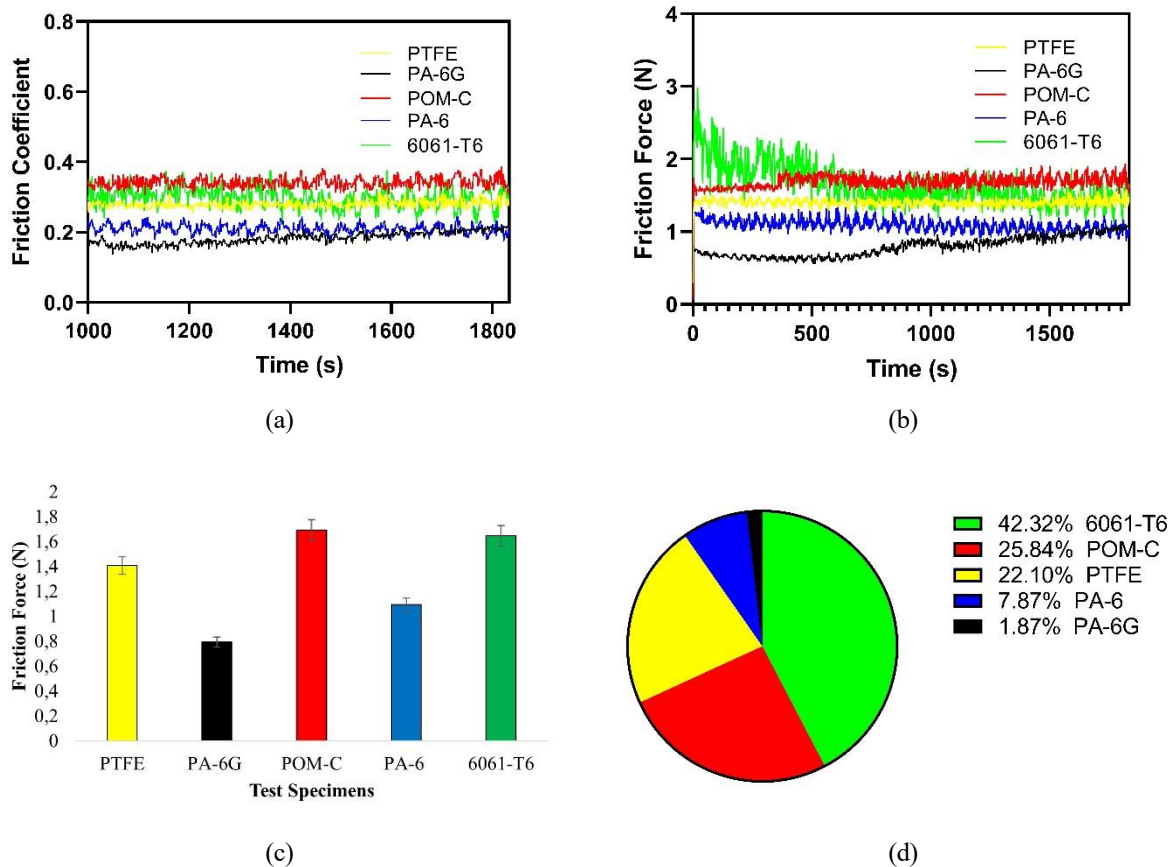 0.8
0.6
0.4
0.2
0.0
Friction Coefficient
PTFE
PA-6G
POM-C
PA-6
6061-T6
1000 1200 1400 1600 1800
Time (s)
(a)
4
3
2
1
0
Friction Force (N)
PTFE
PA-6G
POM-C
PA-6
6061-T6
0 500 1000 1500
Time (s)
(b)
2
1,8
1,6
1,4
1,2
1
0,8
0,6
0,4
0,2
0
Friction Force (N)
PTFE PA-6G POM-C PA-6 6061-T6
Test Specimens
(c)
42.32% 6061-T6
25.84% POM-C
22.10% PTFE
7.87% PA-6
1.87% PA-6G
(d)